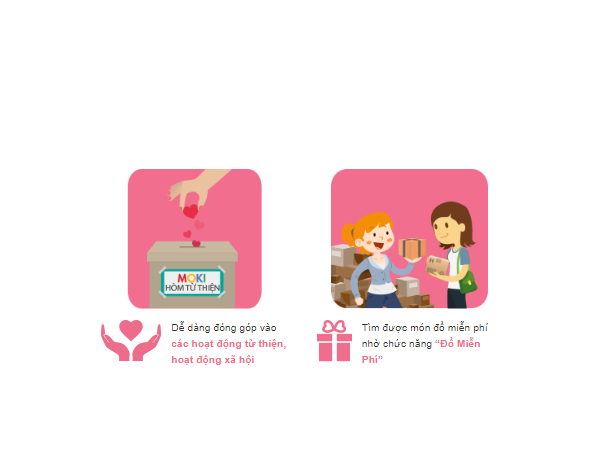 MOKI
HÒM TỪ THIỆN
Dễ dàng đóng góp vào
các hoạt động từ thiện,
hoạt động xã hội
Tìm được món đồ miễn phí
nhờ chức năng “Đồ Miễn
Phí”